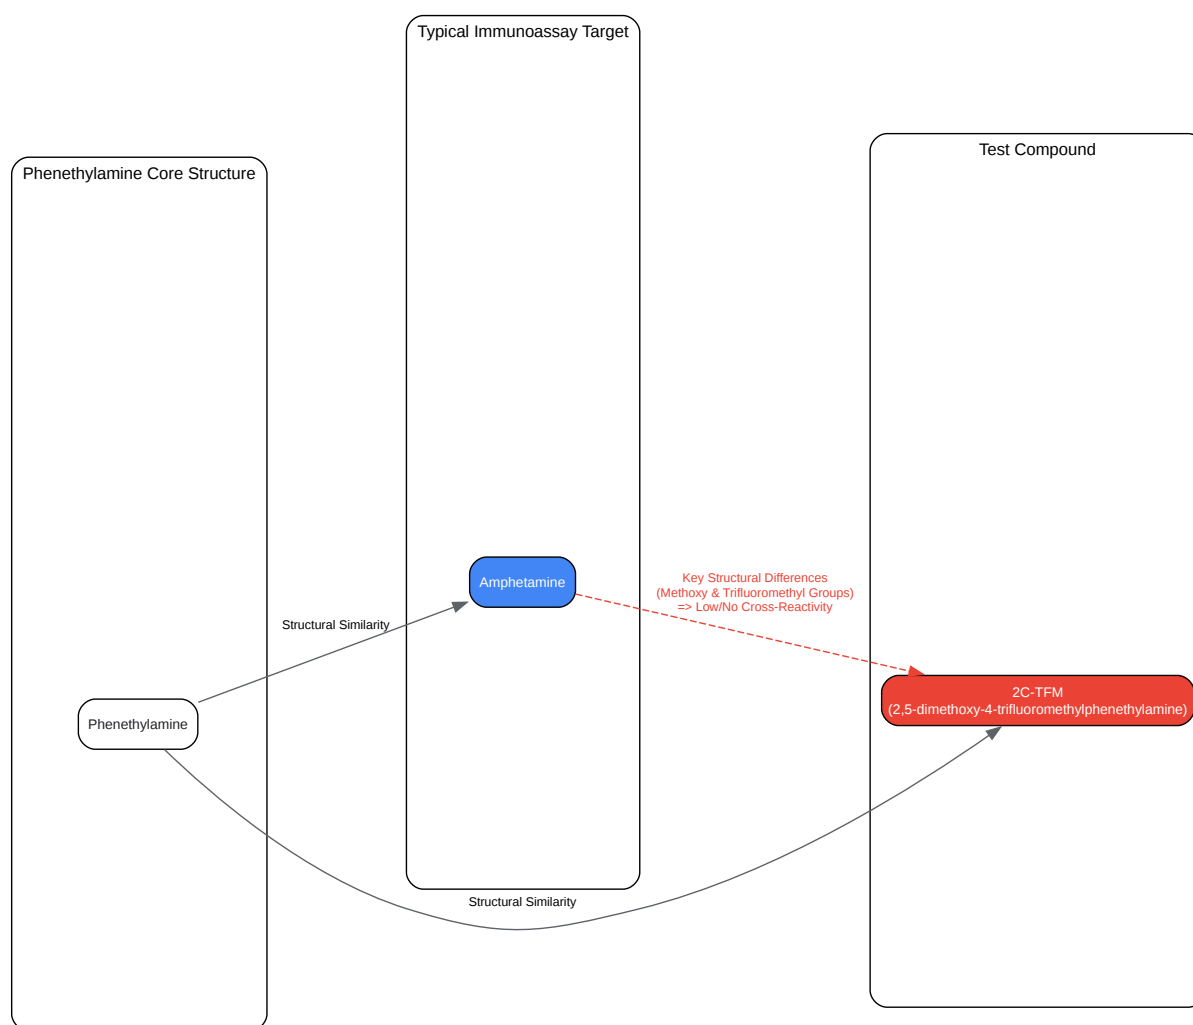 Typical Immunoassay Target
Test Compound
Phenethylamine Core Structure
Amphetamine
Key Structural Differences
(Methoxy & Trifluoromethyl Groups)
=> Low/No Cross-Reactivity
Structural Similarity
2C-TFM
(2,5-dimethoxy-4-trifluoromethylphenethylamine)
Phenethylamine
Structural Similarity